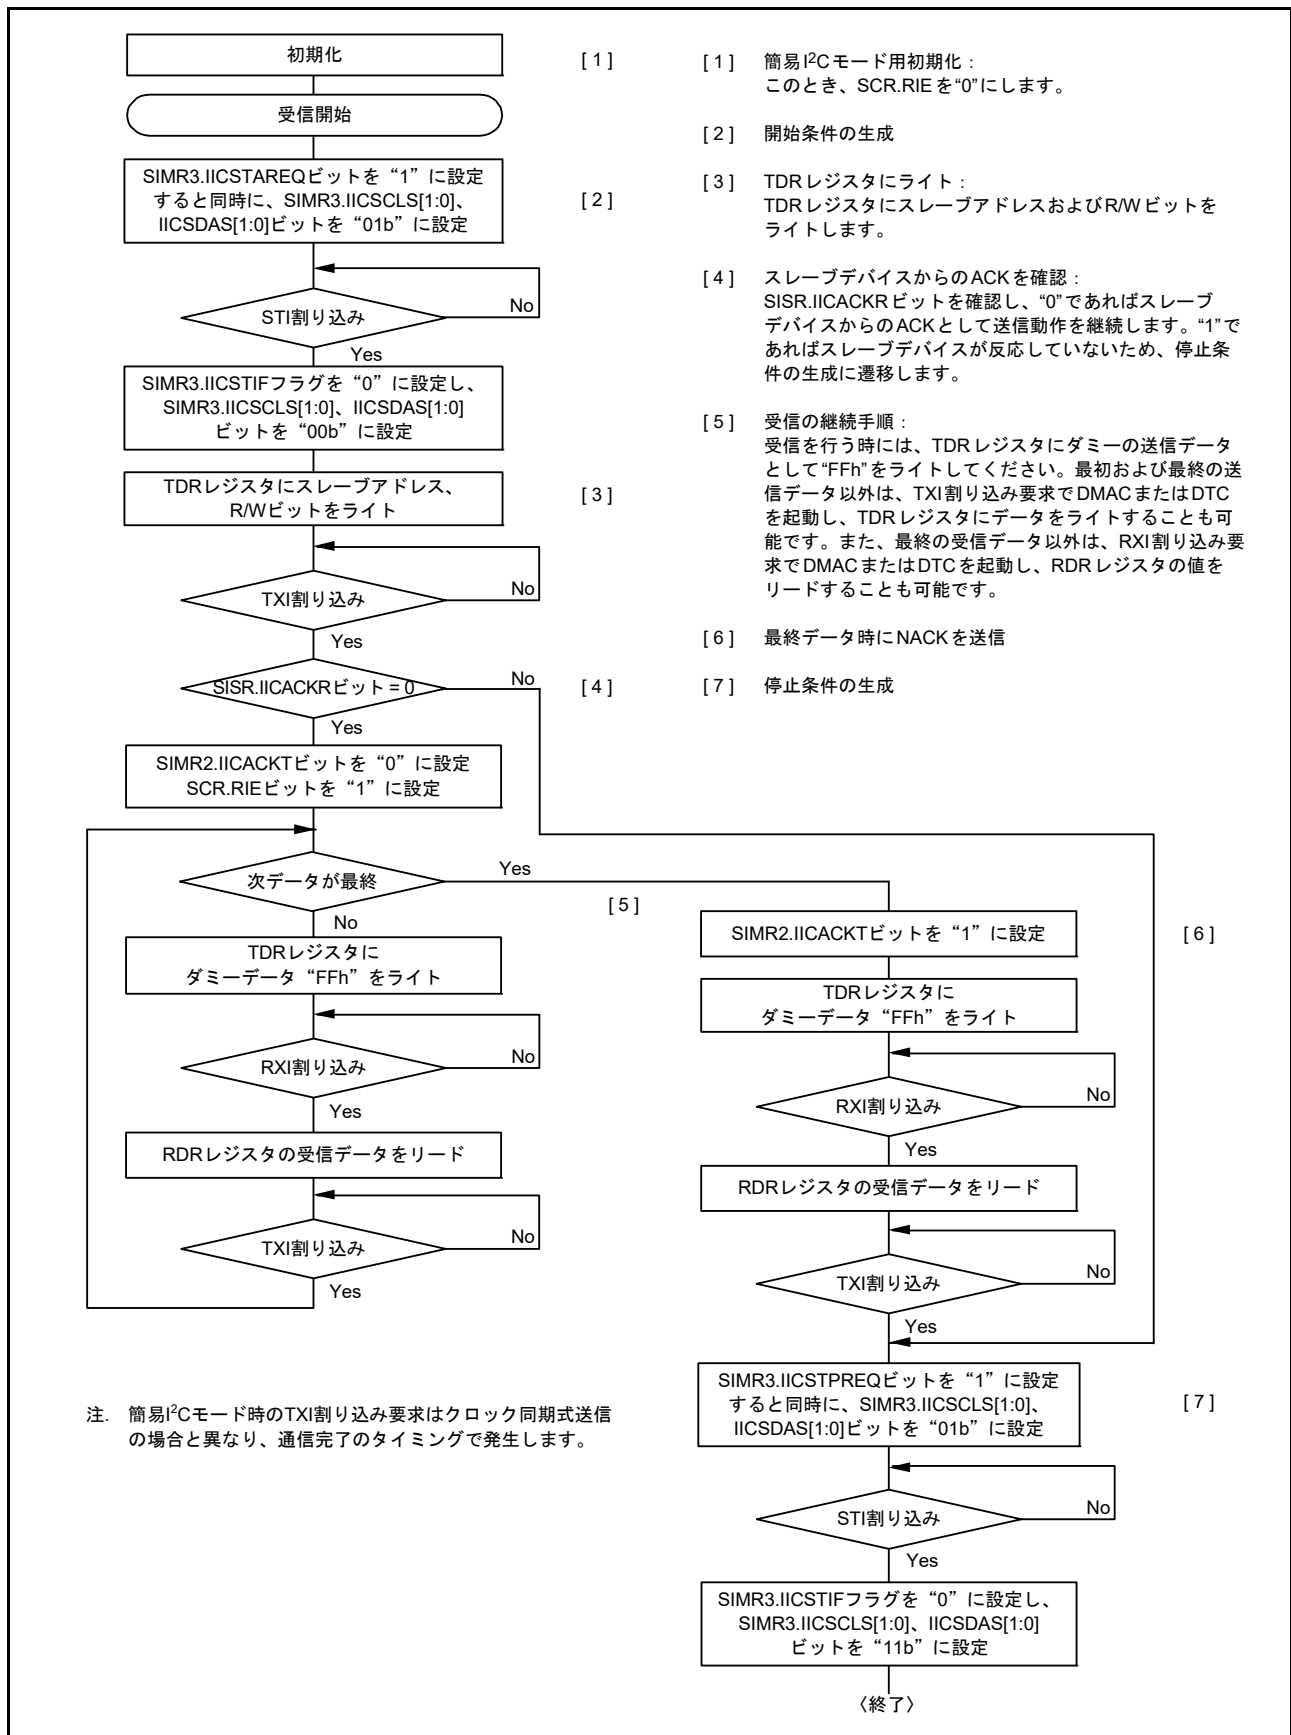 初期化
[ 1 ]
受信開始
SIMR3.IICSTAREQビットを“1”に設定
すると同時に、SIMR3.IICSCLS[1:0]、
IICSDAS[1:0]ビットを“01b”に設定
[ 2 ]
STI割り込み
No
Yes
SIMR3.IICSTIFフラグを“0”に設定し、
SIMR3.IICSCLS[1:0]、IICSDAS[1:0]
ビットを“00b”に設定
TDRレジスタにスレーブアドレス、
R/Wビットをライト
[ 3 ]
TXI割り込み
No
Yes
SISR.IICACKRビット = 0
No
[ 4 ]
Yes
SIMR2.IICACKTビットを“0”に設定
SCR.RIEビットを“1”に設定
次データが最終
Yes
[ 5 ]
No
TDRレジスタに
ダミーデータ“FFh”をライト
RXI割り込み
No
Yes
RDRレジスタの受信データをリード
TXI割り込み
No
Yes
[ 1 ] 簡易I²Cモード用初期化：
このとき、SCR.RIEを“0”にします。
[ 2 ] 開始条件の生成
[ 3 ] TDRレジスタにライト：
TDRレジスタにスレーブアドレスおよびR/Wビットを
ライトします。
[ 4 ] スレーブデバイスからのACKを確認：
SISR.IICACKRビットを確認し、“0”であればスレーブ
デバイスからのACKとして送信動作を継続します。“1”で
あればスレーブデバイスが反応していないため、停止条
件の生成に遷移します。
[ 5 ] 受信の継続手順：
受信を行う時には、TDRレジスタにダミーの送信データ
として“FFh”をライトしてください。最初および最終の送
信データ以外は、TXI割り込み要求でDMACまたはDTC
を起動し、TDRレジスタにデータをライトすることも可
能です。また、最終の受信データ以外は、RXI割り込み要
求でDMACまたはDTCを起動し、RDRレジスタの値を
リードすることも可能です。
[ 6 ] 最終データ時にNACKを送信
[ 7 ] 停止条件の生成
SIMR2.IICACKTビットを“1”に設定
[ 6 ]
TDRレジスタに
ダミーデータ“FFh”をライト
RXI割り込み
No
Yes
RDRレジスタの受信データをリード
TXI割り込み
No
Yes
SIMR3.IICSTPREQビットを“1”に設定
すると同時に、SIMR3.IICSCLS[1:0]、
IICSDAS[1:0]ビットを“01b”に設定
[ 7 ]
STI割り込み
No
Yes
SIMR3.IICSTIFフラグを“0”に設定し、
SIMR3.IICSCLS[1:0]、IICSDAS[1:0]
ビットを“11b”に設定
〈終了〉
注. 簡易I²Cモード時のTXI割り込み要求はクロック同期式送信
の場合と異なり、通信完了のタイミングで発生します。